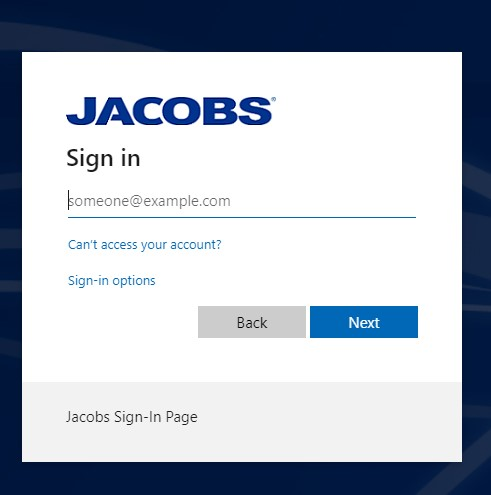 JACOBS®
Sign in
someone@example.com
Can't access your account?
Sign-in options
Back
Next
Jacobs Sign-In Page